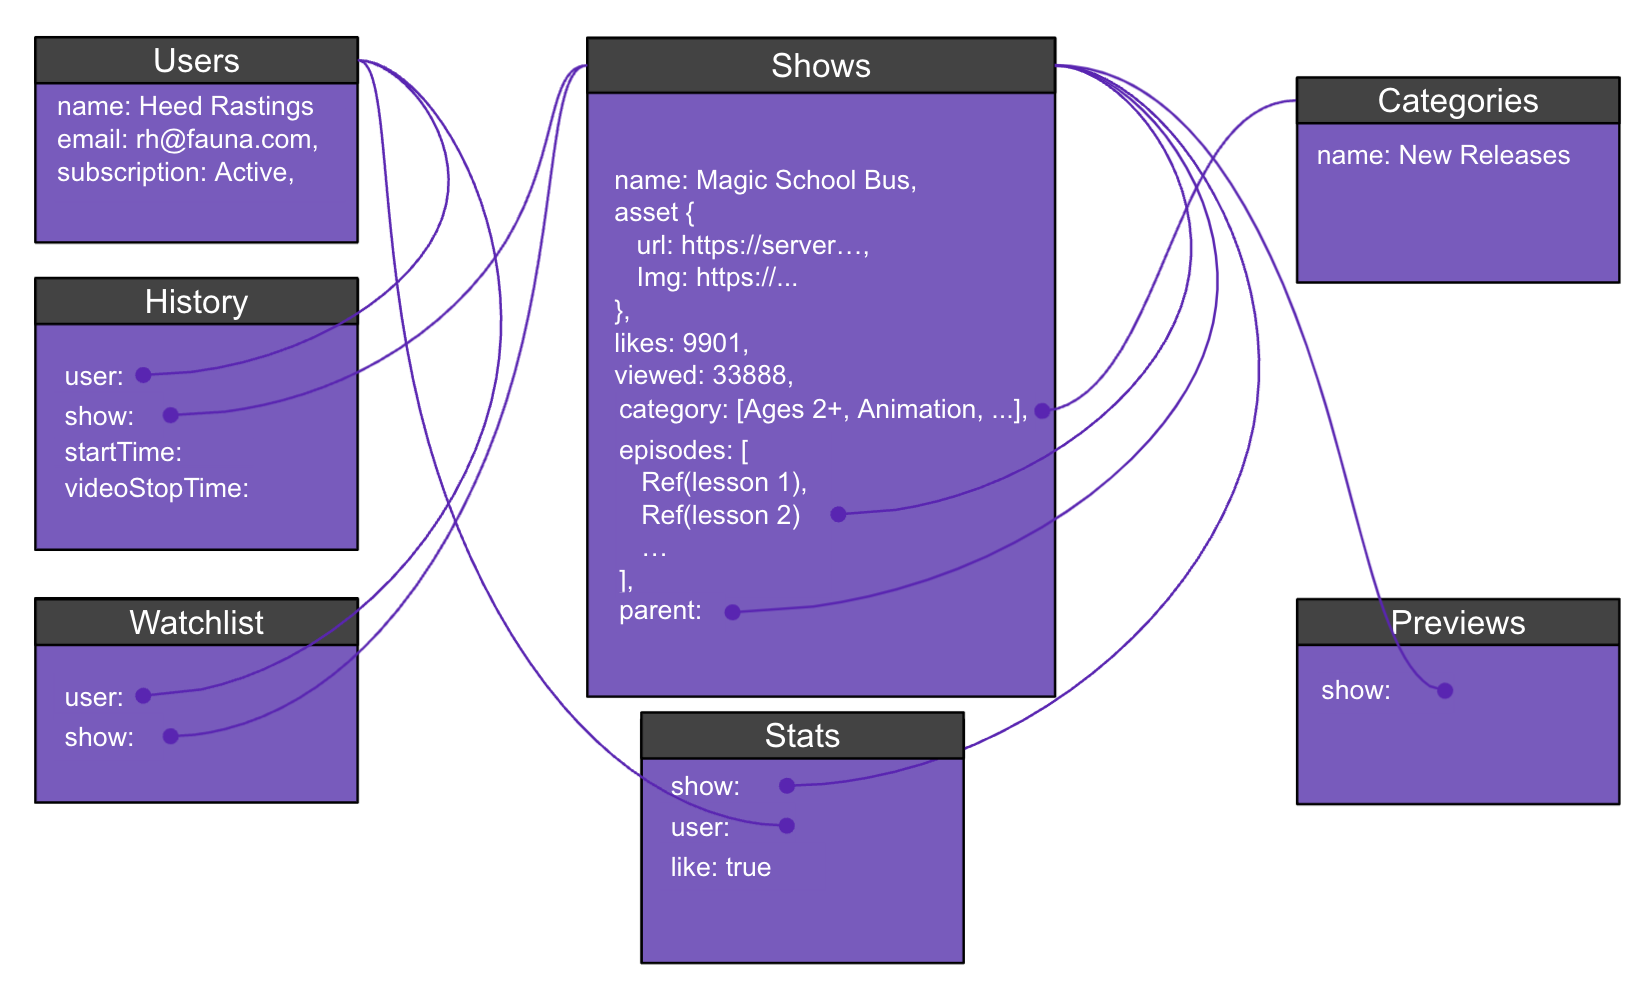 Users
name: Heed Rastings
email: rh@fauna.com,
subscription: Active,
History
user:
show:
startTime:
videoStopTime:
Watchlist
user:
show:
Shows
name: Magic School Bus,
asset {
url: https://server…,
Img: https://...
},
likes: 9901,
viewed: 33888,
category: [Ages 2+, Animation, ...],
episodes: [
Ref(lesson 1),
Ref(lesson 2)
…
],
parent:
Stats
show:
user:
like: true
Categories
name: New Releases
Previews
show: